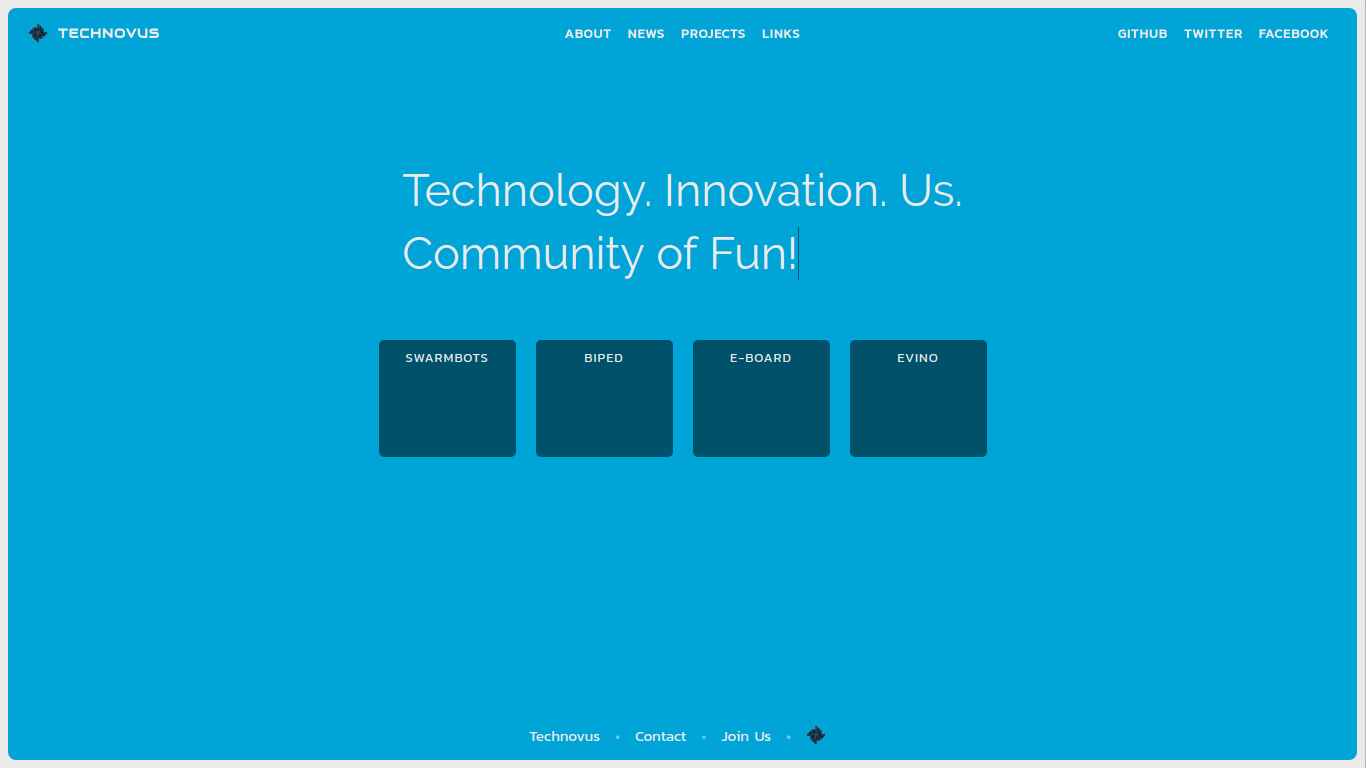 TECHNOVUS
ABOUT NEWS PROJECTS LINKS
GITHUB TWITTER FACEBOOK
Technology. Innovation. Us.
Community of Fun!
SWARMBOTS
BIPED
E-BOARD
EVINO
Technovus • Contact • Join Us •